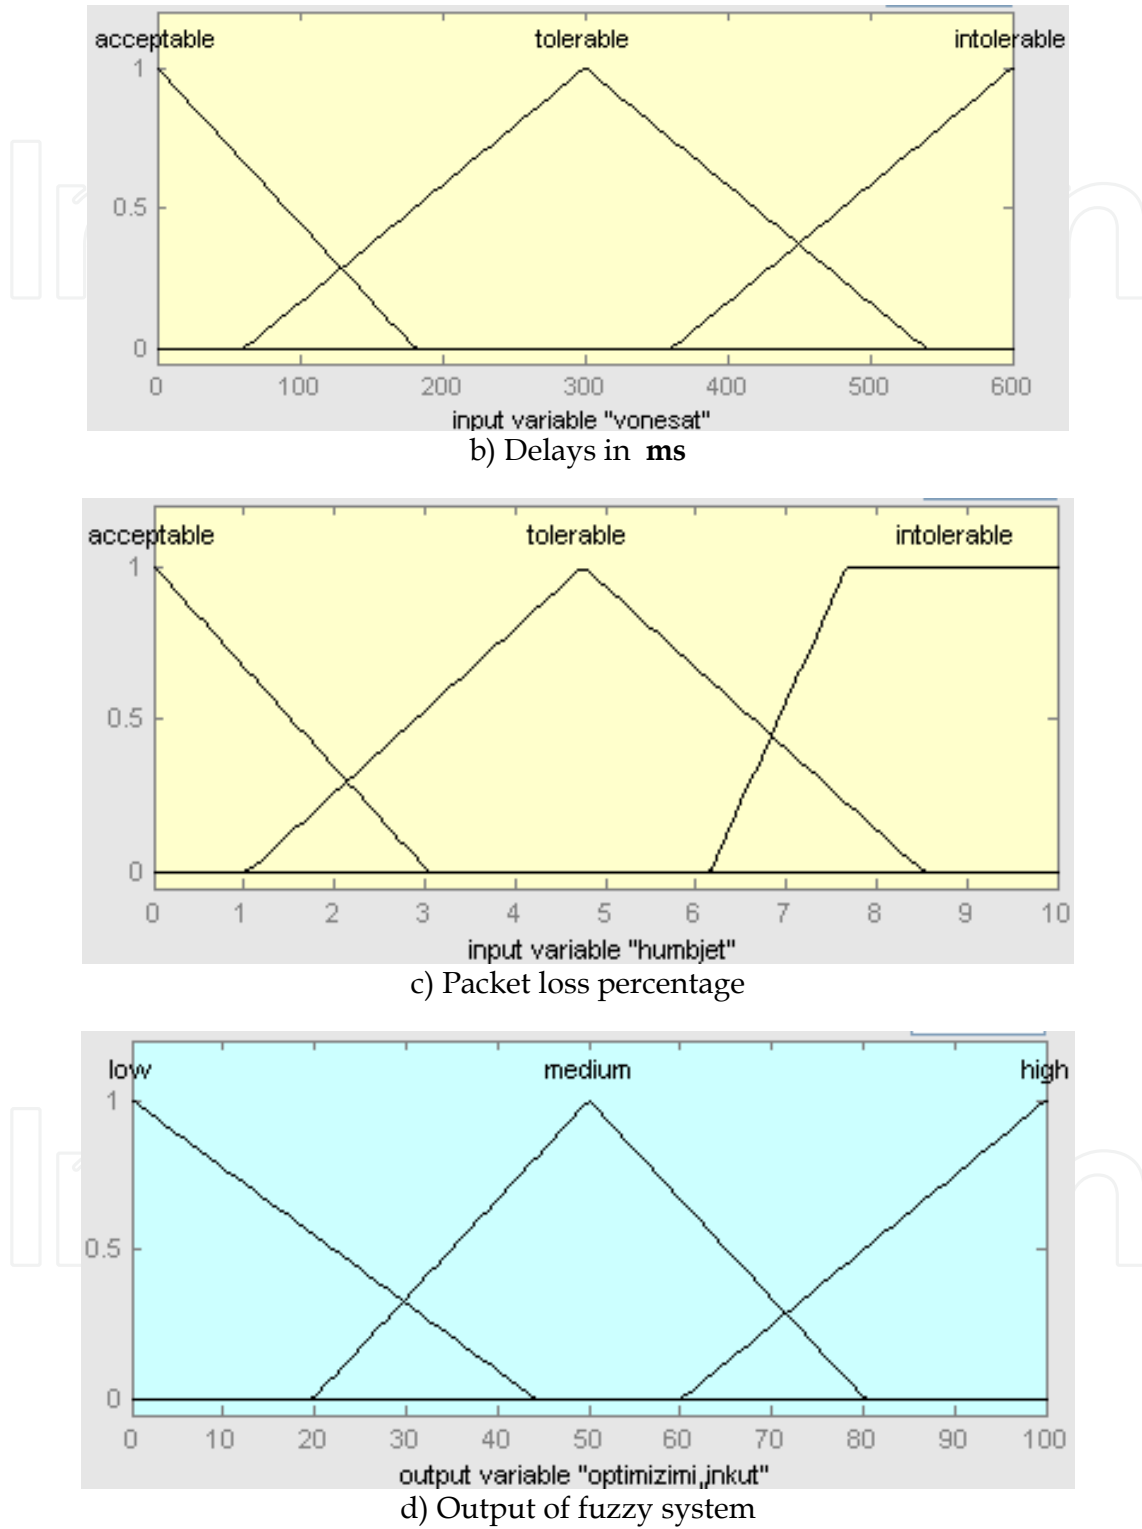 acceptable tolerable intolerable
1
0.5
0
0 100 200 300 400 500 600
input variable "vonesat"
b) Delays in ms
acceptable tolerable intolerable
1
0.5
0
0 1 2 3 4 5 6 7 8 9 10
input variable "humbjet"
c) Packet loss percentage
low medium high
1
0.5
0
0 10 20 30 40 50 60 70 80 90 100
output variable
d) Output of fuzzy system